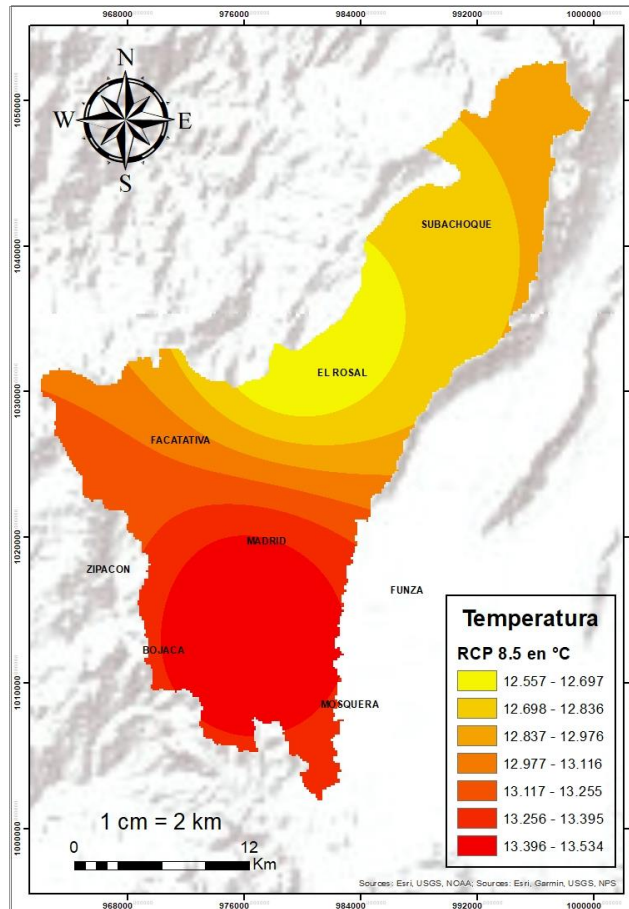 968000 976000 984000 992000 1000000
N
W E
S
1050000
SUBACHOQUE
1040000
EL ROSAL
1030000
FACATATIVA
1020000
MADRID
ZIPACON
FUNZA
BOJACA
1010000
MOSQUERA
1000000
Temperatura
RCP 8.5 en °C
12.557 - 12.697
12.698 - 12.836
12.837 - 12.976
12.977 - 13.116
13.117 - 13.255
13.256 - 13.395
13.396 - 13.534
1 cm = 2 km
0 12
Km
Sources: Esri, USGS, NOAA; Sources: Esri, Garmin, USGS, NPS
968000 976000 984000 992000 1000000